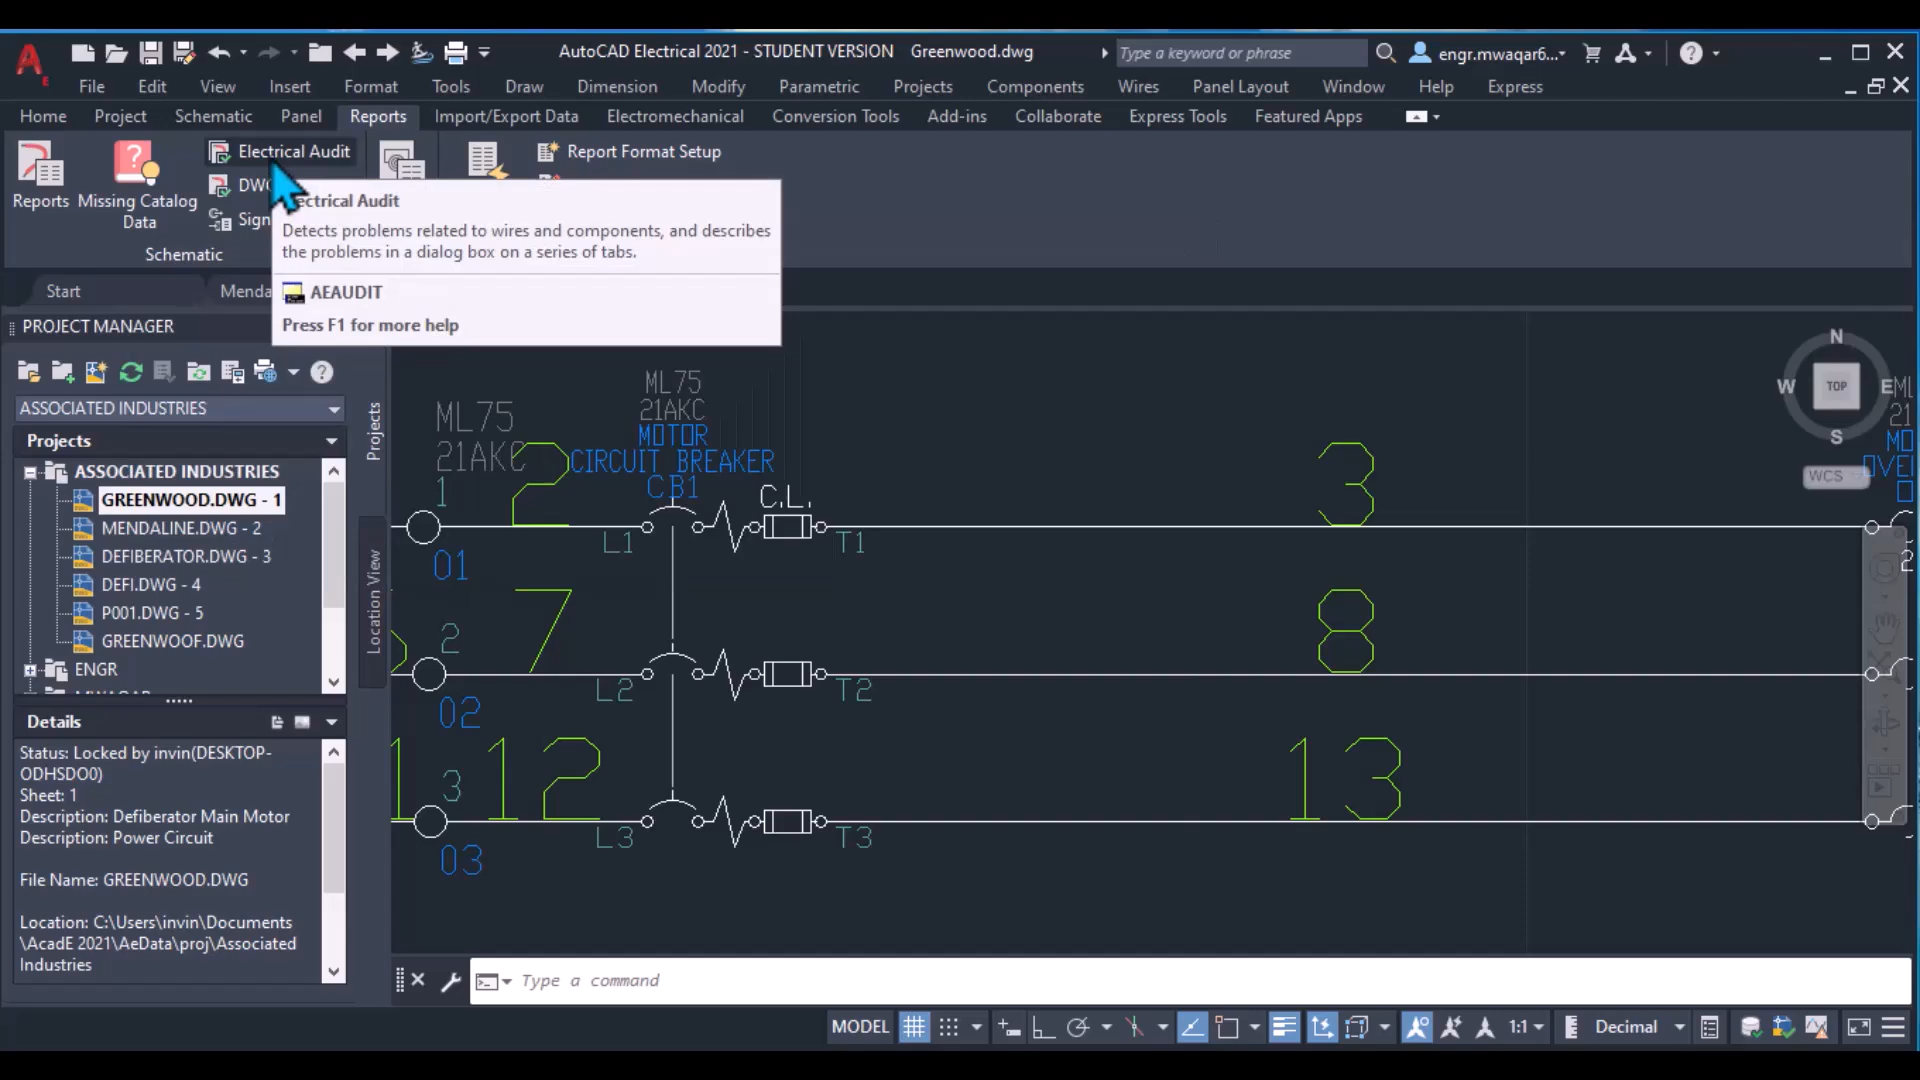 AutoCAD Electrical 2021 - STUDENT VERSION Greenwood.dwg
Type a keyword or phrase
engr.mwaqar6...
File Edit View Insert Format Tools Draw Dimension Modify Parametric Projects Components Wires Panel Layout Window Help Express
Home Project Schematic Panel Reports Import/Export Data Electromechanical Conversion Tools Add-ins Collaborate Express Tools Featured Apps
Reports
Missing Catalog
Data
Electrical Audit
DWG
Sign
Report Format Setup
Schematic
ectrical Audit
Detects problems related to wires and components, and describes
the problems in a dialog box on a series of tabs.
AEAUDIT
Press F1 for more help
Start Menda
PROJECT MANAGER
ASSOCIATED INDUSTRIES
Projects
ASSOCIATED INDUSTRIES
GREENWOOD.DWG - 1
MENDALINE.DWG - 2
DEFIBERATOR.DWG - 3
DEFI.DWG - 4
P001.DWG - 5
GREENWOOF.DWG
ENGR
Projects
Location View
Details
Status: Locked by invin(DESKTOP-
ODHSDO0)
Sheet: 1
Description: Defiberator Main Motor
Description: Power Circuit
File Name: GREENWOOD.DWG
Location: C:\Users\invin\Documents
\AcadE 2021\AeData\proj\Associated
Industries
ML75
21AKC
ML75
21AKC
MOTOR
CIRCUIT BREAKER
CB1
C.L.
1 2 3
L1 T1
01
2 7 8
L2 T2
02
3 12 13
L3 T3
03
N
W TOP E
S
WCS
ML
21
MO
OVE
Type a command
MODEL 1:1 Decimal